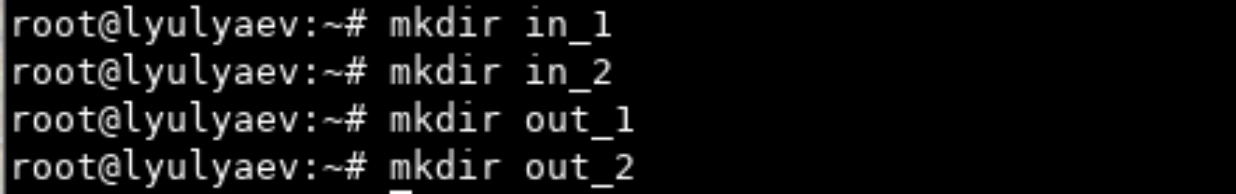 root@lyulyaev:~# mkdir in_1
root@lyulyaev:~# mkdir in_2
root@lyulyaev:~# mkdir out_1
root@lyulyaev:~# mkdir out_2